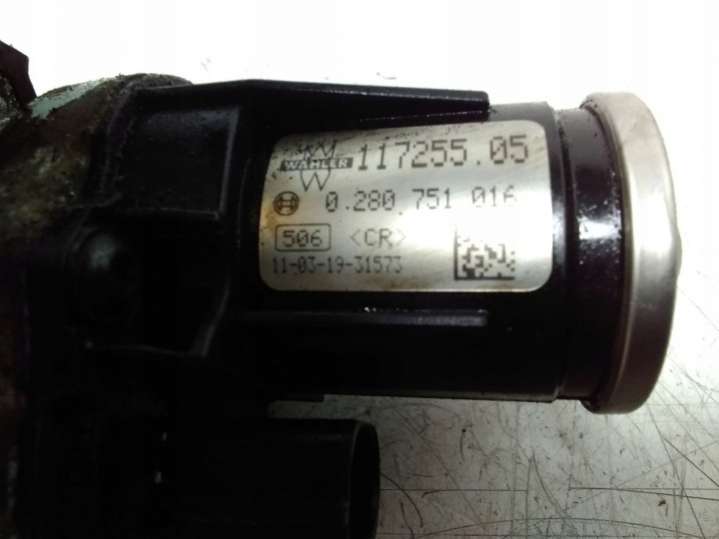 WAHLER 117255.05
0.280 751 016
506 <CR>
11-03-19-31573